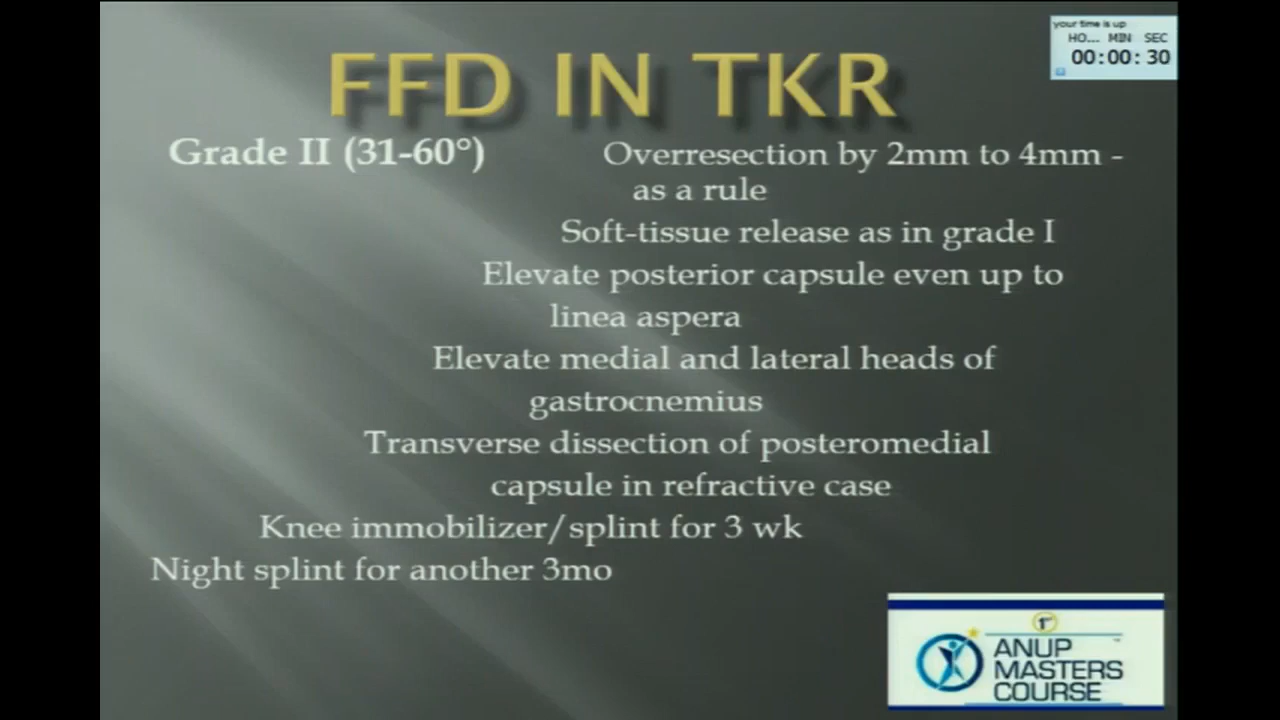 your time is up
HO... MIN SEC
00:00: 30
FFD IN TKR
Grade II (31-60°) Overresection by 2mm to 4mm -
as a rule
Soft-tissue release as in grade I
Elevate posterior capsule even up to
linea aspera
Elevate medial and lateral heads of
gastrocnemius
Transverse dissection of posteromedial
capsule in refractive case
Knee immobilizer/splint for 3 wk
Night splint for another 3mo
1st
ANUP
MASTERS
COURSE